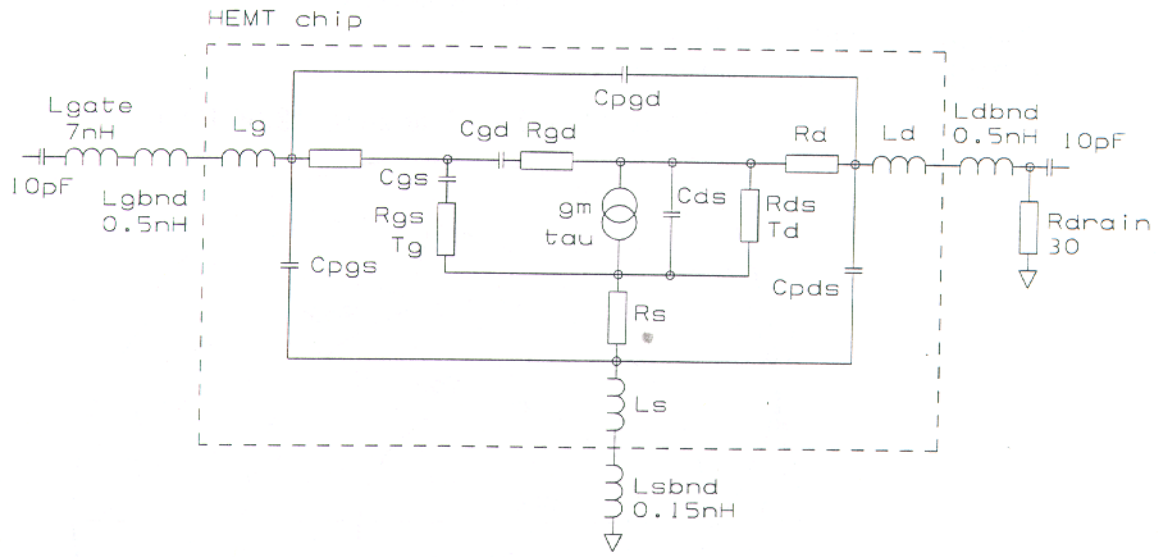 HEMT chip
Cpgd
Lgate
7nH
Lg
Cgd Rgd
Rd
Ld
Ldbnd
0.5nH
10pF
10pF
Lgbnd
0.5nH
Cgs
Rgs
Tg
gm
tau
Cds
Rds
Td
Rdrain
30
Cpgs
Cpds
Rs
Ls
Lsbnd
0.15nH